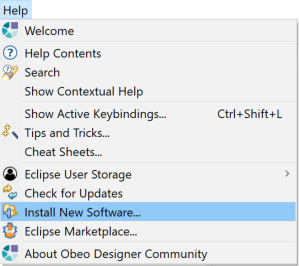 Help
Welcome
Help Contents
Search
Show Contextual Help
Show Active Keybindings... Ctrl+Shift+L
Tips and Tricks...
Cheat Sheets...
Eclipse User Storage
Check for Updates
Install New Software...
Eclipse Marketplace...
About Obeo Designer Community